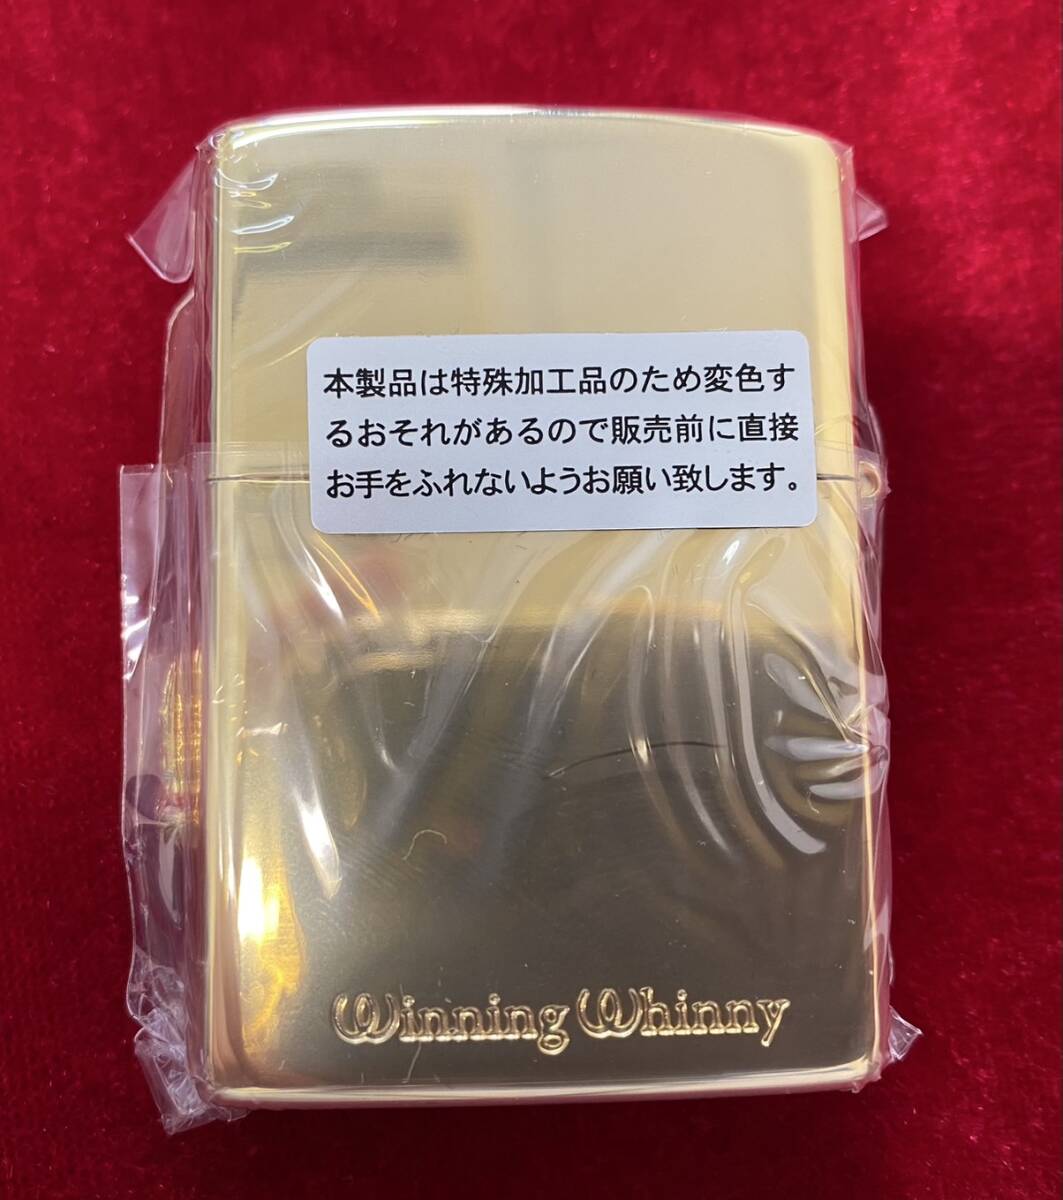 本製品は特殊加工品のため変色す
るおそれがあるので販売前に直接
お手をふれないようお願い致します。
Winning Whinny